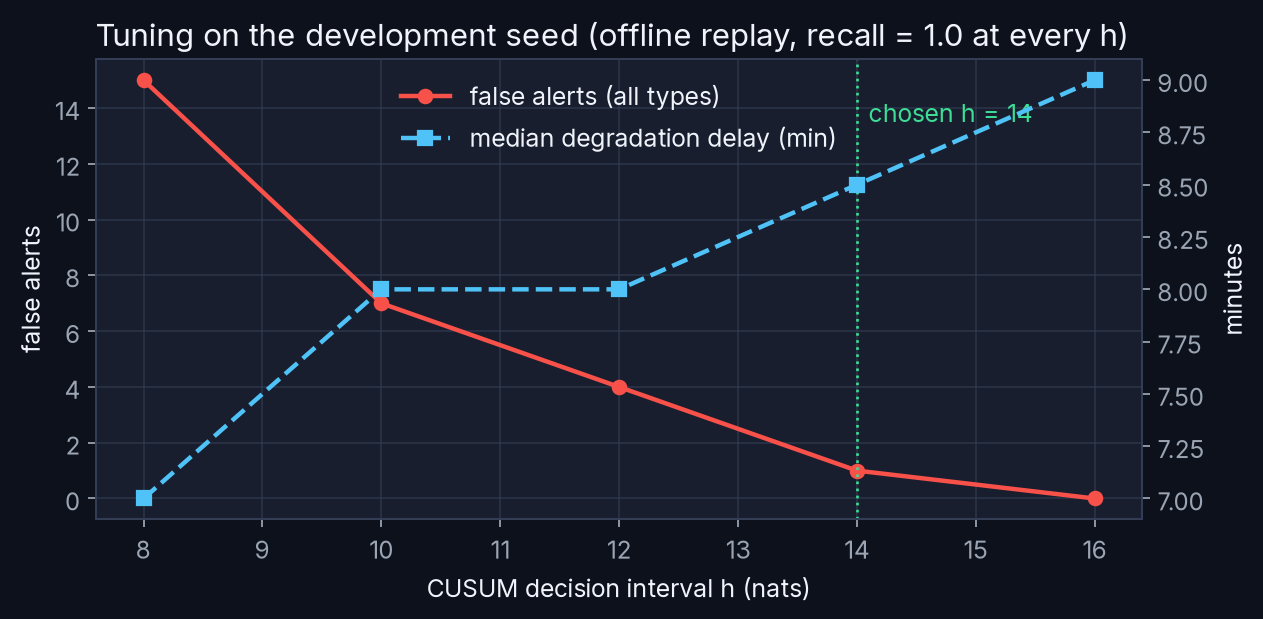 Tuning on the development seed (offline replay, recall = 1.0 at every h)
false alerts (all types)
median degradation delay (min)
chosen h = 14
false alerts
14
12
10
8
6
4
2
0
9.00
8.75
8.50
8.25
8.00
7.75
7.50
7.25
7.00
minutes
8 9 10 11 12 13 14 15 16
CUSUM decision interval h (nats)